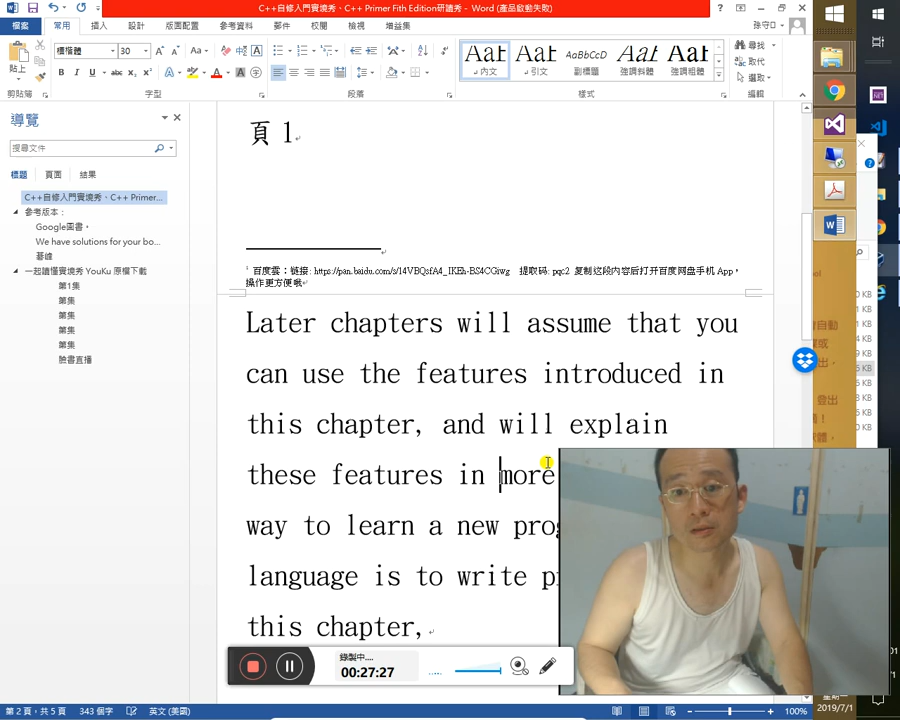 C++自修入門實境秀、C++ Primer Fith Edition研讀秀 - Word (產品啟動失敗)
檔案 常用 插入 設計 版面配置 參考資料 郵件 校閱 檢視 增益集
孫守口
貼上
標楷體 30
尋找
取代
選取
內文 引文 副標題 強調斜體 強調粗體
剪貼簿 字型 段落 樣式 編輯
導覽
搜尋文件
標題 頁面 結果
C++自修入門實境秀、C++ Primer...
參考版本：
Google圖書。
We have solutions for your bo...
碁峰
一起讀懂實境秀 YouKu 原檔下載
第1集
第集
第集
第集
第集
臉書直播
頁 1
1 百度雲：链接: https://pan.baidu.com/s/14VBQsfA4_IKEh-BS4CGiwg 提取码: pqc2 复制这段内容后打开百度网盘手机 App，
操作更方便哦
Later chapters will assume that you
can use the features introduced in
this chapter, and will explain
these features in more
way to learn a new prog
language is to write p
this chapter,
錄製中....
00:27:27
第 2 頁，共 5 頁 343 個字 英文 (美國)
100%
2019/7/1